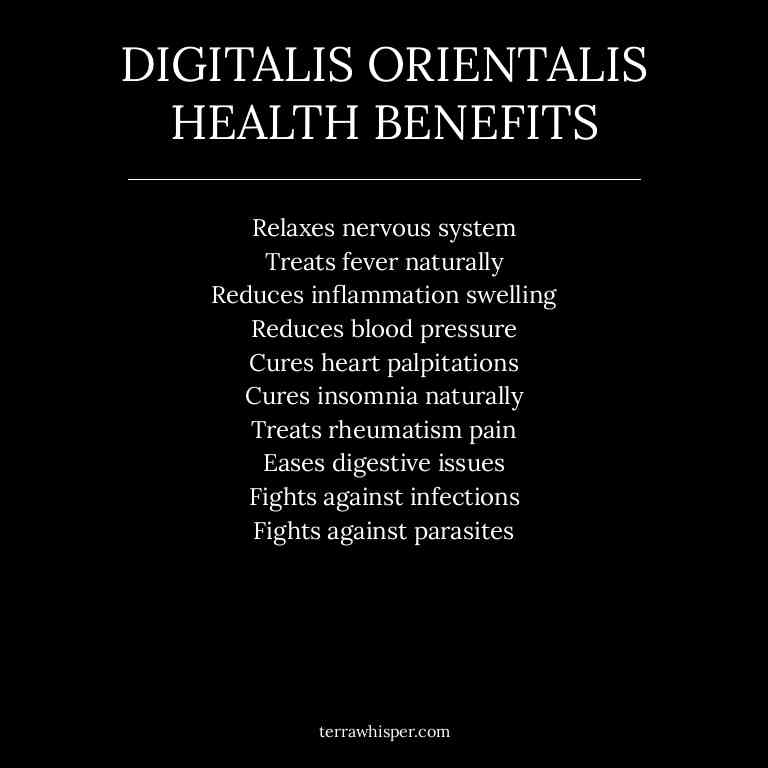 DIGITALIS ORIENTALIS
HEALTH BENEFITS
Relaxes nervous system
Treats fever naturally
Reduces inflammation swelling
Reduces blood pressure
Cures heart palpitations
Cures insomnia naturally
Treats rheumatism pain
Eases digestive issues
Fights against infections
Fights against parasites
terrawhisper.com